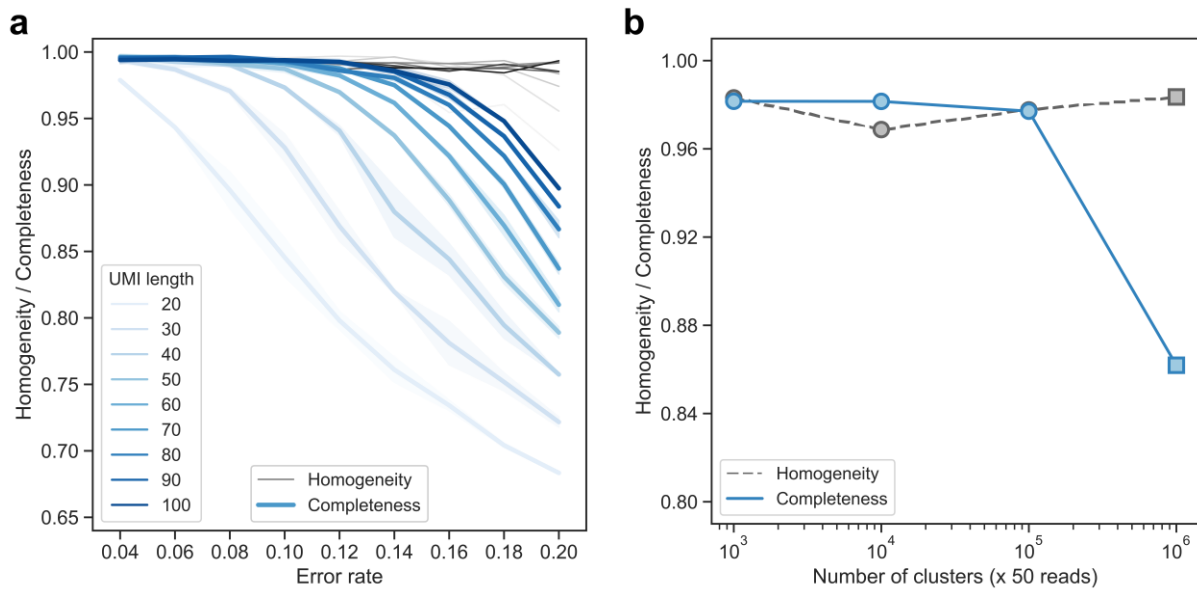 a
Homogeneity / Completeness
1.00
0.95
0.90
0.85
0.80
0.75
0.70
0.65
UMI length
20
30
40
50
60
70
80
90
100
Homogeneity
Completeness
0.04 0.06 0.08 0.10 0.12 0.14 0.16 0.18 0.20
Error rate
b
Homogeneity / Completeness
1.00
0.96
0.92
0.88
0.84
0.80
Homogeneity
Completeness
10³ 10⁴ 10⁵ 10⁶
Number of clusters (x 50 reads)